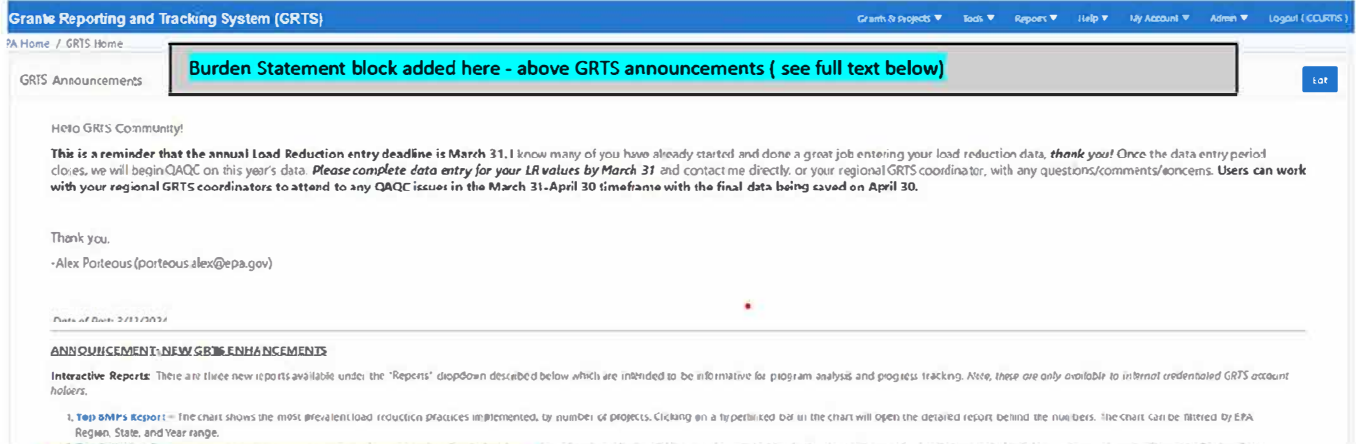 Grants Reporting and Tracking System (GRTS)
Grants & Projects ▼ Tools ▼ Reports ▼ Help ▼ My Account ▼ Admin ▼ Logout ( CCURTIS )
PA Home / GRTS Home
Burden Statement block added here - above GRTS announcements ( see full text below)
GRTS Announcements
Edit
Hello GRTS Community!
This is a reminder that the annual Load Reduction entry deadline is March 31. I know many of you have already started and done a great job entering your load reduction data, thank you! Once the data entry period
closes, we will begin QAQC on this year's data. Please complete data entry for your LR values by March 31 and contact me directly, or your regional GRTS coordinator, with any questions/comments/concerns. Users can work
with your regional GRTS coordinators to attend to any QAQC issues in the March 31-April 30 timeframe with the final data being saved on April 30.
Thank you,
-Alex Porteous (porteous.alex@epa.gov)
Date of Post: 3/11/2024
ANNOUNCEMENT: NEW GRTS ENHANCEMENTS
Interactive Reports: There are three new reports available under the "Reports" dropdown described below which are intended to be informative for program analysis and progress tracking. Note, these are only available to internal credentialed GRTS account
holders.
1. Top BMPs Report - The chart shows the most prevalent load reduction practices implemented, by number of projects. Clicking on a hyperlinked bar in the chart will open the detailed report behind the numbers. The chart can be filtered by EPA
Region, State, and Year range.